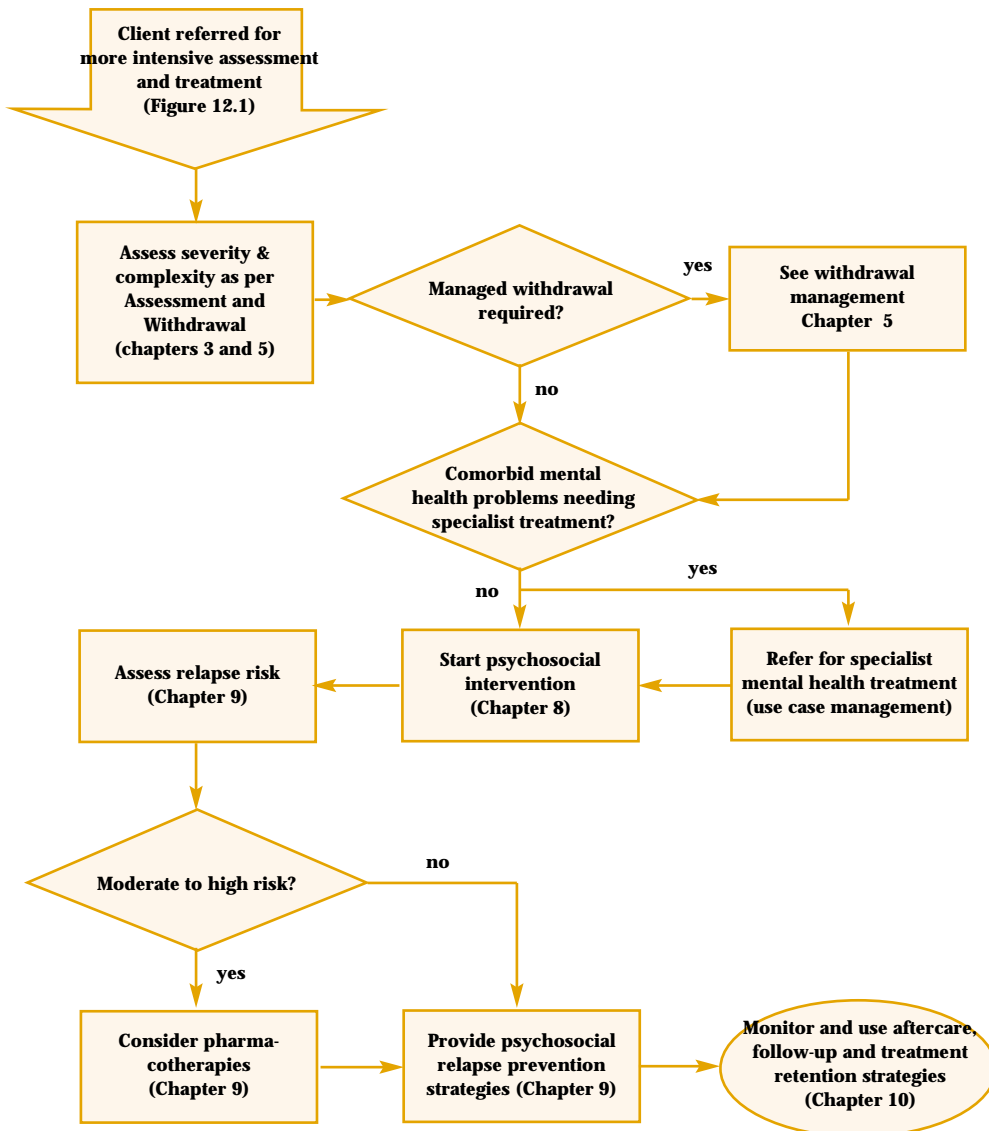 Client referred for
more intensive assessment
and treatment
(Figure 12.1)
Assess severity &
complexity as per
Assessment and
Withdrawal
(chapters 3 and 5)
Managed withdrawal
required?
yes
See withdrawal
management
Chapter 5
no
Comorbid mental
health problems needing
specialist treatment?
yes
no
Refer for specialist
mental health treatment
(use case management)
Start psychosocial
intervention
(Chapter 8)
Assess relapse risk
(Chapter 9)
Moderate to high risk?
no
yes
Consider pharma-
cotherapies
(Chapter 9)
Provide psychosocial
relapse prevention
strategies (Chapter 9)
Monitor and use aftercare,
follow-up and treatment
retention strategies
(Chapter 10)